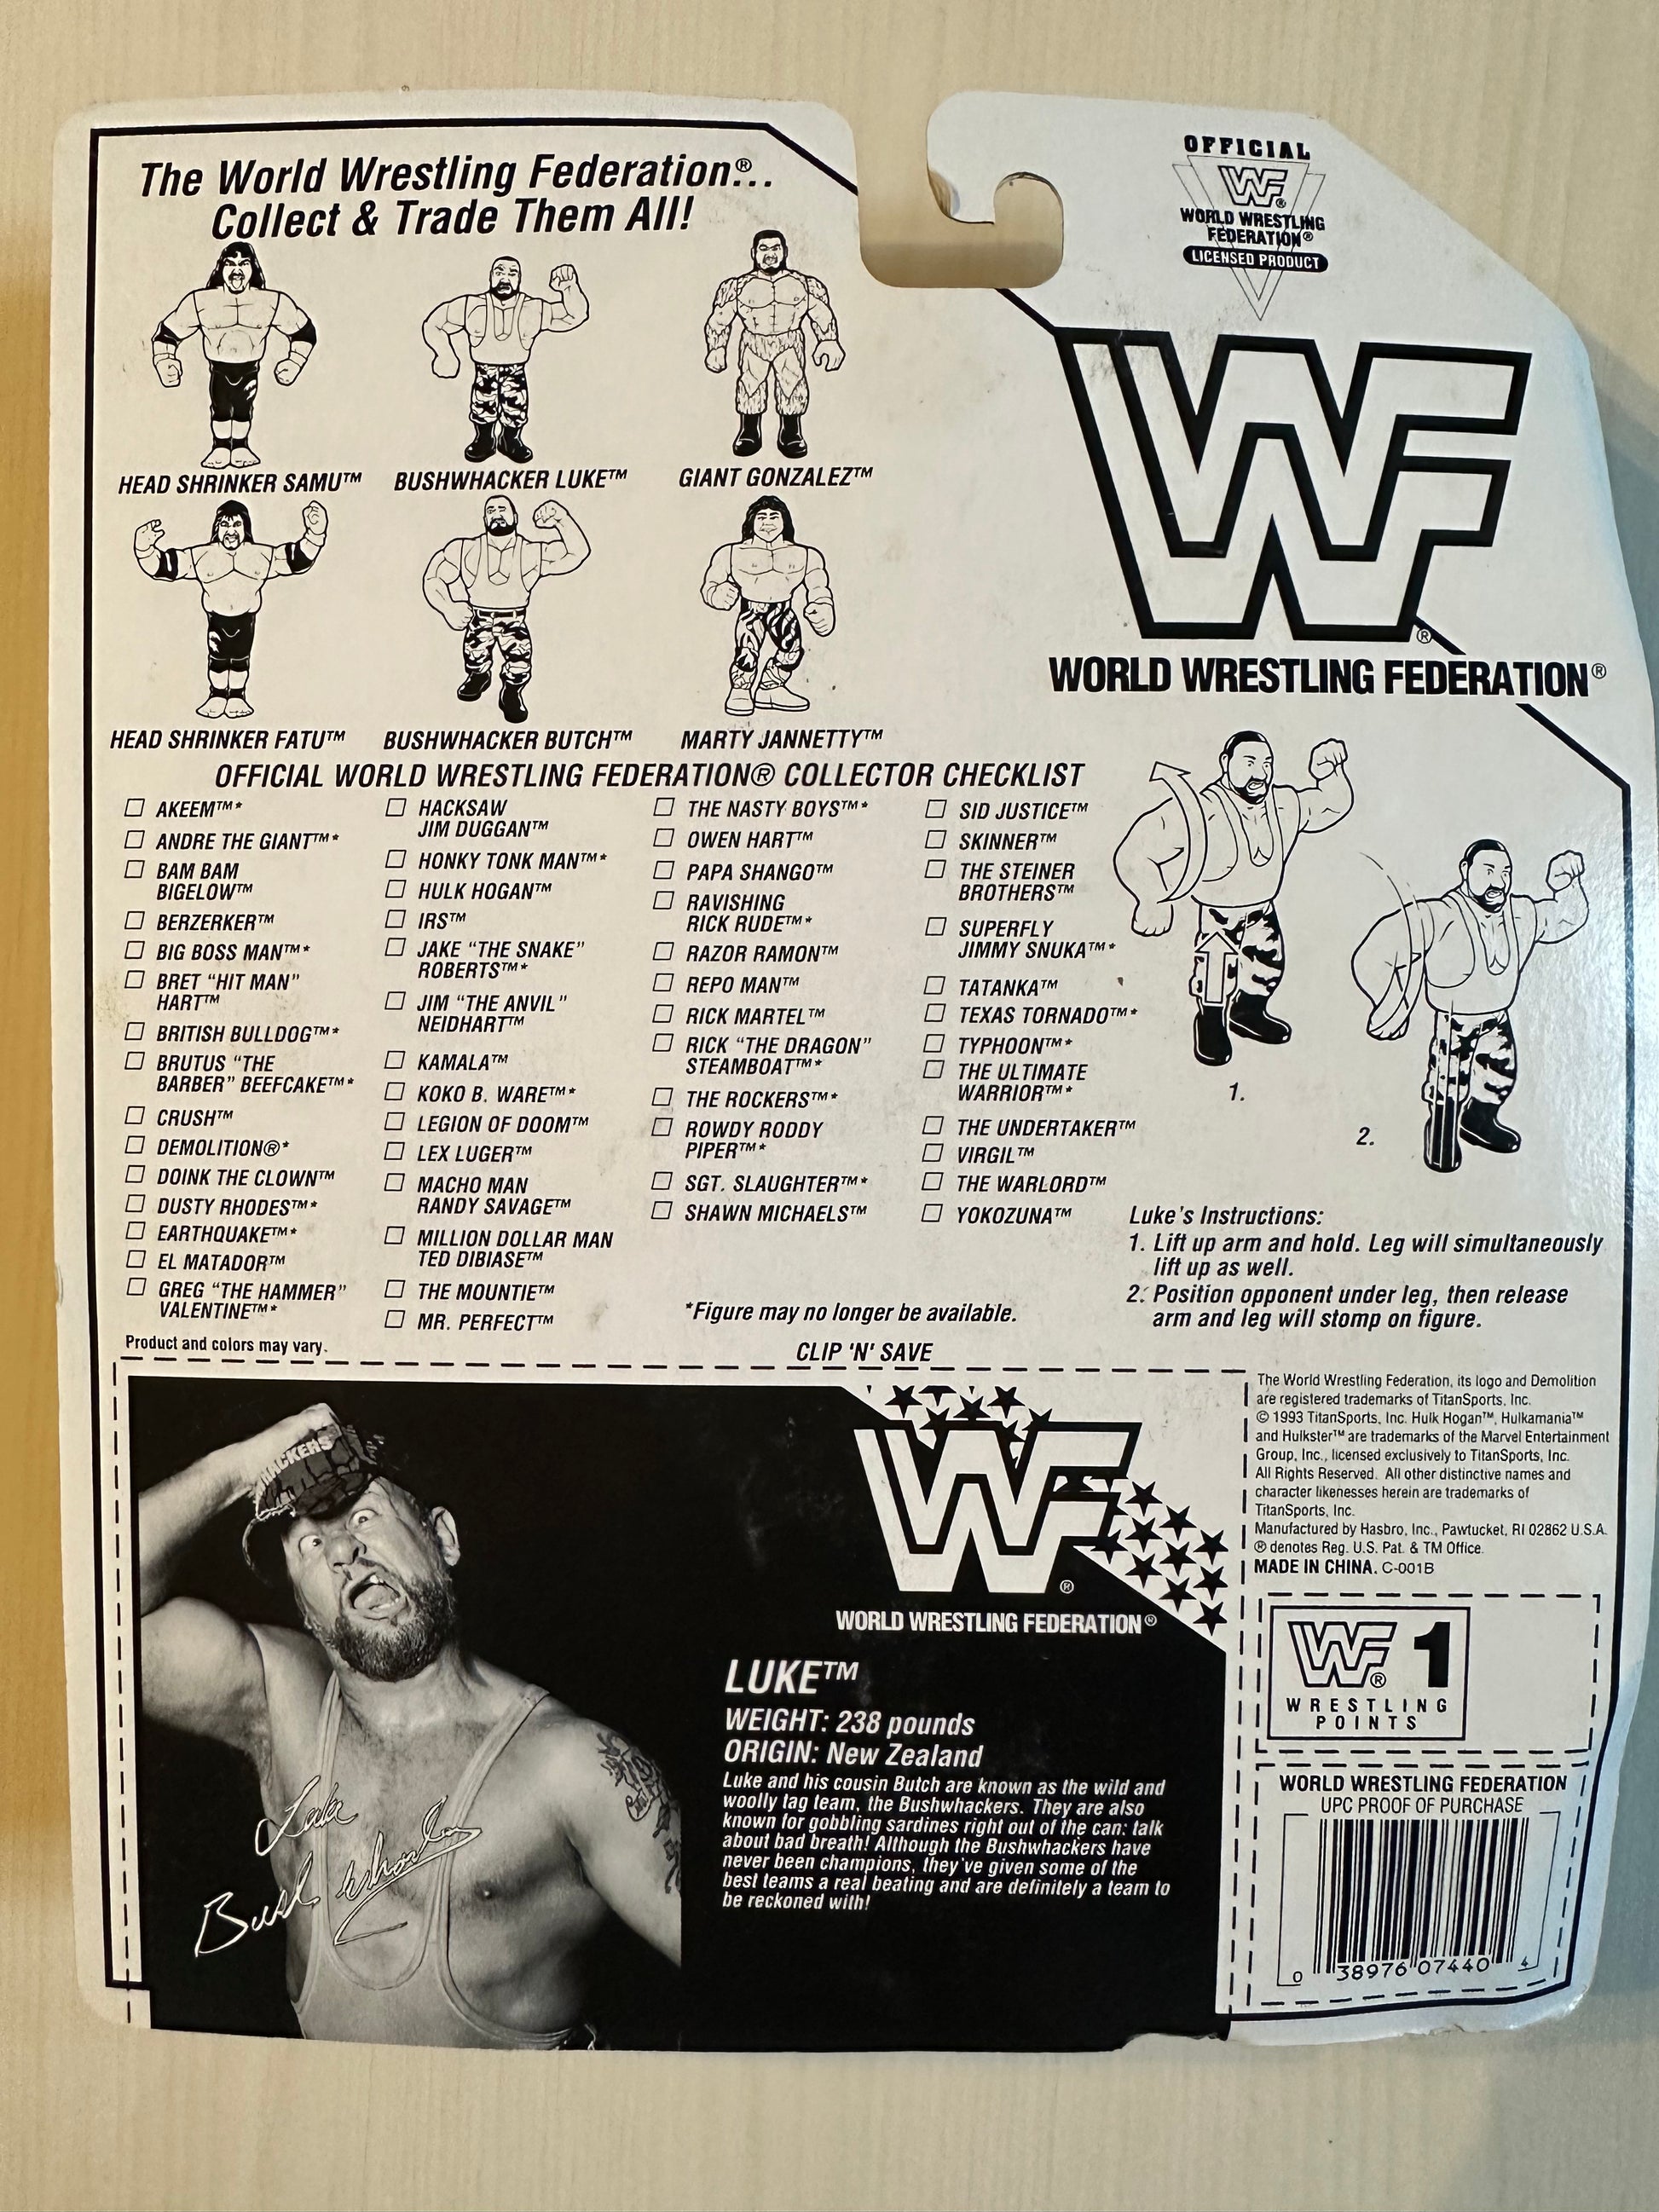 The World Wrestling Federation®...
Collect & Trade Them All!
OFFICIAL
WF®
WORLD WRESTLING
FEDERATION®
LICENSED PRODUCT
HEAD SHRINKER SAMU™
BUSHWHACKER LUKE™
GIANT GONZALEZ™
WF®
WORLD WRESTLING FEDERATION®
HEAD SHRINKER FATU™
BUSHWHACKER BUTCH™
MARTY JANNETTY™
OFFICIAL WORLD WRESTLING FEDERATION® COLLECTOR CHECKLIST
AKEEM™*
ANDRE THE GIANT™*
BAM BAM
BIGELOW™
BERZERKER™
BIG BOSS MAN™*
BRET “HIT MAN”
HART™
BRITISH BULLDOG™*
BRUTUS “THE
BARBER” BEEFCAKE™*
CRUSH™
DEMOLITION®*
DOINK THE CLOWN™
DUSTY RHODES™*
EARTHQUAKE™*
EL MATADOR™
GREG “THE HAMMER”
VALENTINE™*
HACKSAW
JIM DUGGAN™
HONKY TONK MAN™*
HULK HOGAN™
IRS™
JAKE “THE SNAKE”
ROBERTS™*
JIM “THE ANVIL”
NEIDHART™
KAMALA™
KOKO B. WARE™*
LEGION OF DOOM™
LEX LUGER™
MACHO MAN
RANDY SAVAGE™
MILLION DOLLAR MAN
TED DIBIASE™
THE MOUNTIE™
MR. PERFECT™
THE NASTY BOYS™*
OWEN HART™
PAPA SHANGO™
RAVISHING
RICK RUDE™*
RAZOR RAMON™
REPO MAN™
RICK MARTEL™
RICK “THE DRAGON”
STEAMBOAT™*
THE ROCKERS™*
ROWDY RODDY
PIPER™*
SGT. SLAUGHTER™*
SHAWN MICHAELS™
SID JUSTICE™
SKINNER™
THE STEINER
BROTHERS™
SUPERFLY
JIMMY SNUKA™*
TATANKA™
TEXAS TORNADO™*
TYPHOON™*
THE ULTIMATE
WARRIOR™*
THE UNDERTAKER™
VIRGIL™
THE WARLORD™
YOKOZUNA™
*Figure may no longer be available.
1.
2.
Luke's Instructions:
1. Lift up arm and hold. Leg will simultaneously
lift up as well.
2. Position opponent under leg, then release
arm and leg will stomp on figure.
Product and colors may vary.
CLIP 'N' SAVE
WHACKERS
Luke
Bushwhacker
WF®
WORLD WRESTLING FEDERATION®
LUKE™
WEIGHT: 238 pounds
ORIGIN: New Zealand
Luke and his cousin Butch are known as the wild and
woolly tag team, the Bushwhackers. They are also
known for gobbling sardines right out of the can: talk
about bad breath! Although the Bushwhackers have
never been champions, they've given some of the
best teams a real beating and are definitely a team to
be reckoned with!
The World Wrestling Federation, its logo and Demolition
are registered trademarks of TitanSports, Inc.
© 1993 TitanSports, Inc. Hulk Hogan™, Hulkamania™
and Hulkster™ are trademarks of the Marvel Entertainment
Group, Inc., licensed exclusively to TitanSports, Inc.
All Rights Reserved. All other distinctive names and
character likenesses herein are trademarks of
TitanSports, Inc.
Manufactured by Hasbro, Inc., Pawtucket, RI 02862 U.S.A.
® denotes Reg. U.S. Pat. & TM Office.
MADE IN CHINA. C-001B
WF® 1
WRESTLING
POINTS
WORLD WRESTLING FEDERATION
UPC PROOF OF PURCHASE
0 38976 07440 4